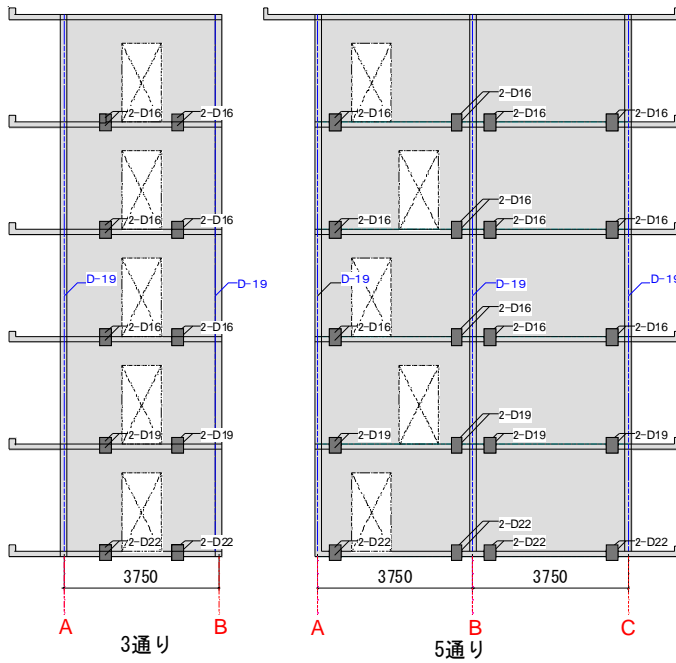 2-D16
2-D16 2-D16 2-D16 2-D16 2-D16
2-D16
2-D16 2-D16 2-D16 2-D16 2-D16
D-19 D-19 D-19 D-19 D-19
2-D16
2-D16 2-D16 2-D16 2-D16 2-D16
2-D19
2-D19 2-D19 2-D19 2-D19 2-D19
2-D22
2-D22 2-D22 2-D22 2-D22 2-D22
3750 3750 3750
A B A B C
3通り 5通り